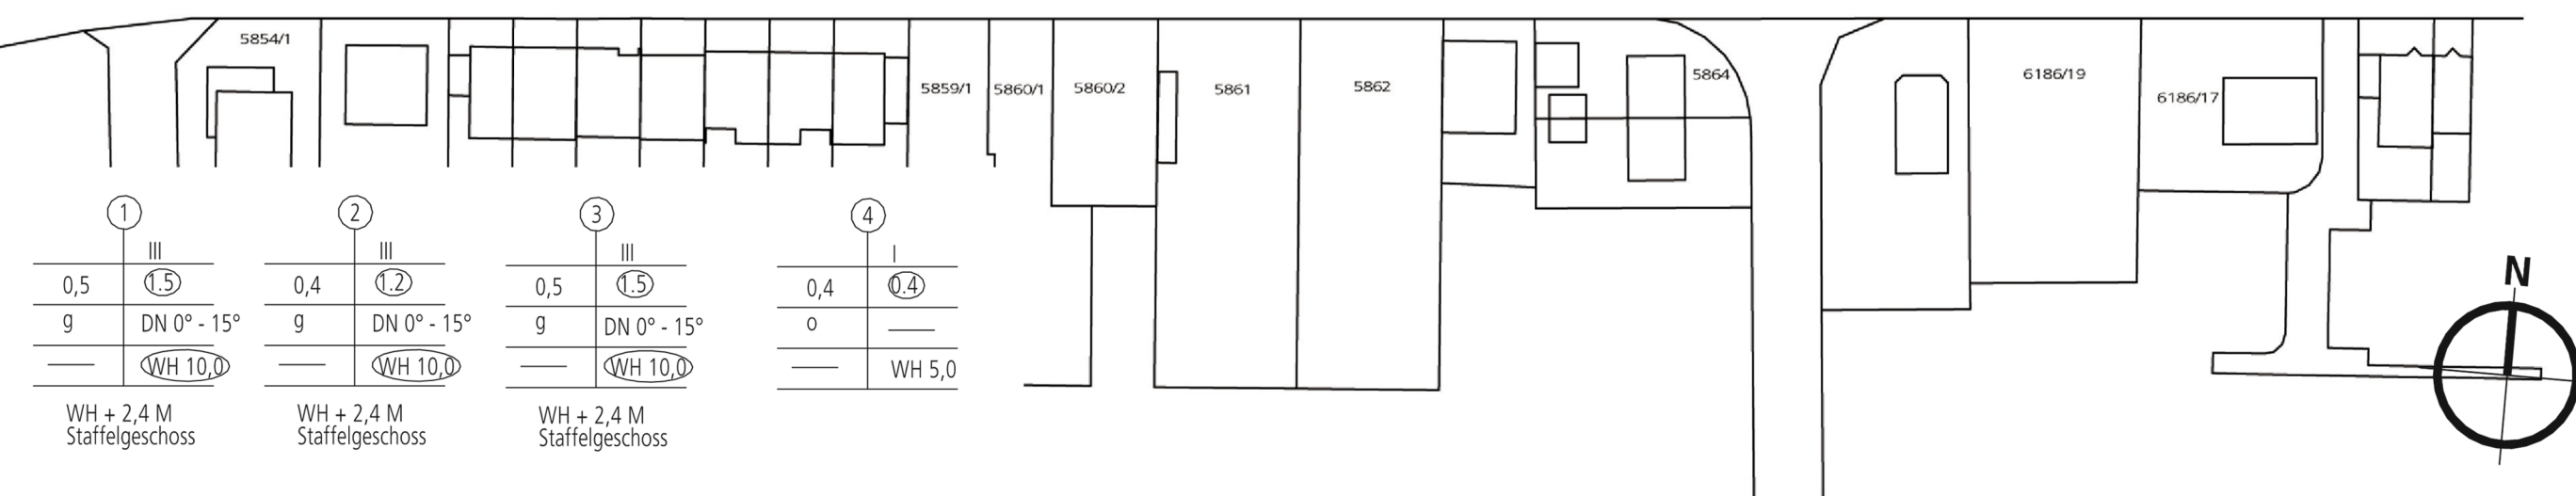 5854/1
5859/1
5860/1
5860/2
5861
5862
5864
6186/19
6186/17
1
III
0,5 1.5
g DN 0° - 15°
WH 10,0
WH + 2,4 M
Staffelgeschoss
2
III
0,4 1.2
g DN 0° - 15°
WH 10,0
WH + 2,4 M
Staffelgeschoss
3
III
0,5 1.5
g DN 0° - 15°
WH 10,0
WH + 2,4 M
Staffelgeschoss
4
I
0,4 0.4
o
WH 5,0
N